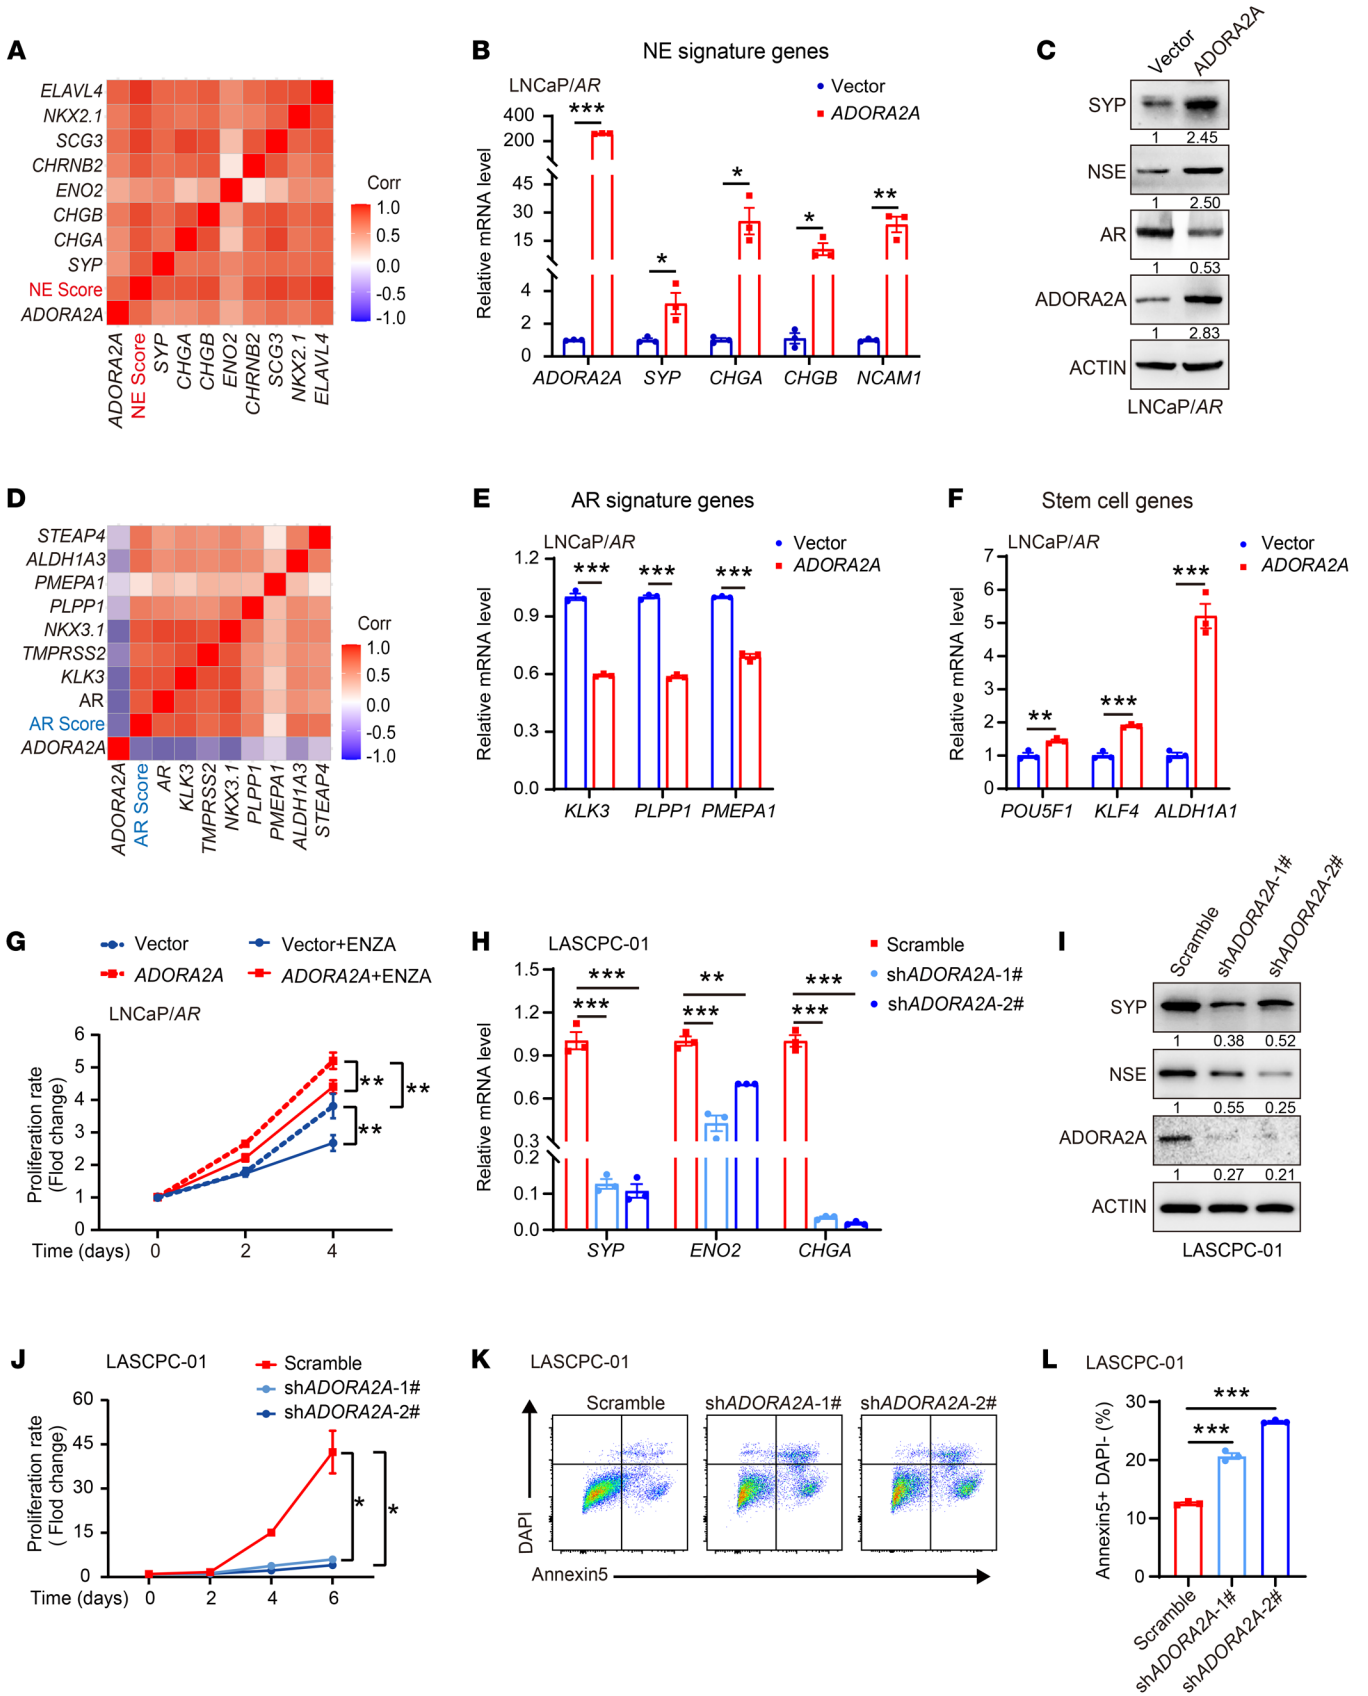 A
ELAVL4
NKX2.1
SCG3
CHRNB2
ENO2
CHGB
CHGA
SYP
NE Score
ADORA2A
ADORA2A
NE Score
SYP
CHGA
CHGB
ENO2
CHRNB2
SCG3
NKX2.1
ELAVL4
Corr
1.0
0.5
0.0
-0.5
-1.0
B
NE signature genes
LNCaP/AR
Vector
ADORA2A
Relative mRNA level
400
200
45
30
15
4
2
0
***
*
*
*
**
ADORA2A SYP CHGA CHGB NCAM1
C
Vector ADORA2A
SYP
1 2.45
NSE
1 2.50
AR
1 0.53
ADORA2A
1 2.83
ACTIN
LNCaP/AR
D
STEAP4
ALDH1A3
PMEPA1
PLPP1
NKX3.1
TMPRSS2
KLK3
AR
AR Score
ADORA2A
ADORA2A
AR Score
AR
KLK3
TMPRSS2
NKX3.1
PLPP1
PMEPA1
ALDH1A3
STEAP4
Corr
1.0
0.5
0.0
-0.5
-1.0
E
AR signature genes
LNCaP/AR
Vector
ADORA2A
Relative mRNA level
1.2
0.9
0.6
0.3
0.0
*** *** ***
KLK3 PLPP1 PMEPA1
F
Stem cell genes
LNCaP/AR
Vector
ADORA2A
Relative mRNA level
7
6
5
4
3
2
1
0
** *** ***
POU5F1 KLF4 ALDH1A1
G
Vector Vector+ENZA
ADORA2A ADORA2A+ENZA
LNCaP/AR
Proliferation rate
(Flod change)
6
5
4
3
2
1
0
**
**
**
Time (days) 0 2 4
H
LASCPC-01
Scramble
shADORA2A-1#
shADORA2A-2#
Relative mRNA level
1.5
1.2
0.9
0.6
0.3
0.2
0.1
0.0
*** ** ***
*** *** ***
SYP ENO2 CHGA
I
Scramble shADORA2A-1# shADORA2A-2#
SYP
1 0.38 0.52
NSE
1 0.55 0.25
ADORA2A
1 0.27 0.21
ACTIN
LASCPC-01
J
LASCPC-01
Scramble
shADORA2A-1#
shADORA2A-2#
Proliferation rate
( Flod change)
60
45
30
15
0
*
*
Time (days) 0 2 4 6
K
LASCPC-01
Scramble shADORA2A-1# shADORA2A-2#
DAPI
Annexin5
L
LASCPC-01
Annexin5+ DAPI- (%)
30
20
10
0
***
***
Scramble
shADORA2A-1#
shADORA2A-2#